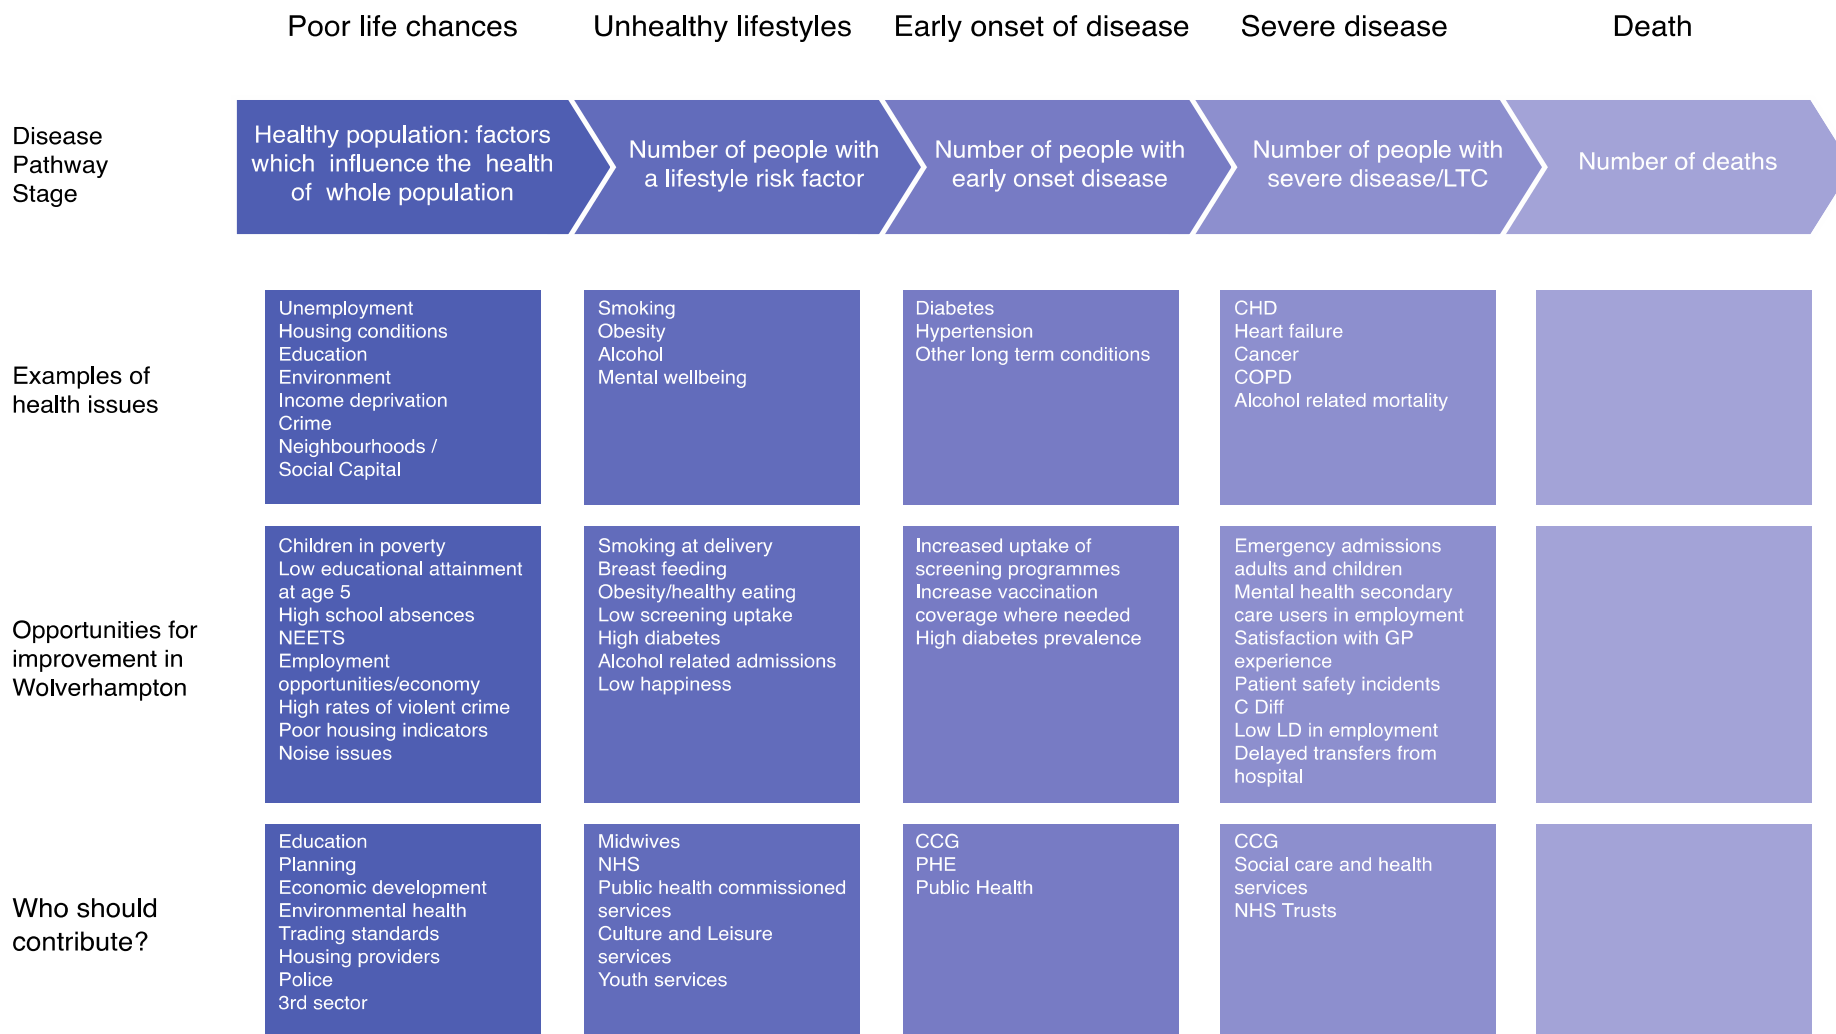 Poor life chances
Unhealthy lifestyles
Early onset of disease
Severe disease
Death
Disease
Pathway
Stage
Healthy population: factors
which influence the health
of whole population
Number of people with
a lifestyle risk factor
Number of people with
early onset disease
Number of people with
severe disease/LTC
Number of deaths
Examples of
health issues
Unemployment
Housing conditions
Education
Environment
Income deprivation
Crime
Neighbourhoods /
Social Capital
Smoking
Obesity
Alcohol
Mental wellbeing
Diabetes
Hypertension
Other long term conditions
CHD
Heart failure
Cancer
COPD
Alcohol related mortality
Opportunities for
improvement in
Wolverhampton
Children in poverty
Low educational attainment
at age 5
High school absences
NEETS
Employment
opportunities/economy
High rates of violent crime
Poor housing indicators
Noise issues
Smoking at delivery
Breast feeding
Obesity/healthy eating
Low screening uptake
High diabetes
Alcohol related admissions
Low happiness
Increased uptake of
screening programmes
Increase vaccination
coverage where needed
High diabetes prevalence
Emergency admissions
adults and children
Mental health secondary
care users in employment
Satisfaction with GP
experience
Patient safety incidents
C Diff
Low LD in employment
Delayed transfers from
hospital
Who should
contribute?
Education
Planning
Economic development
Environmental health
Trading standards
Housing providers
Police
3rd sector
Midwives
NHS
Public health commissioned
services
Culture and Leisure
services
Youth services
CCG
PHE
Public Health
CCG
Social care and health
services
NHS Trusts